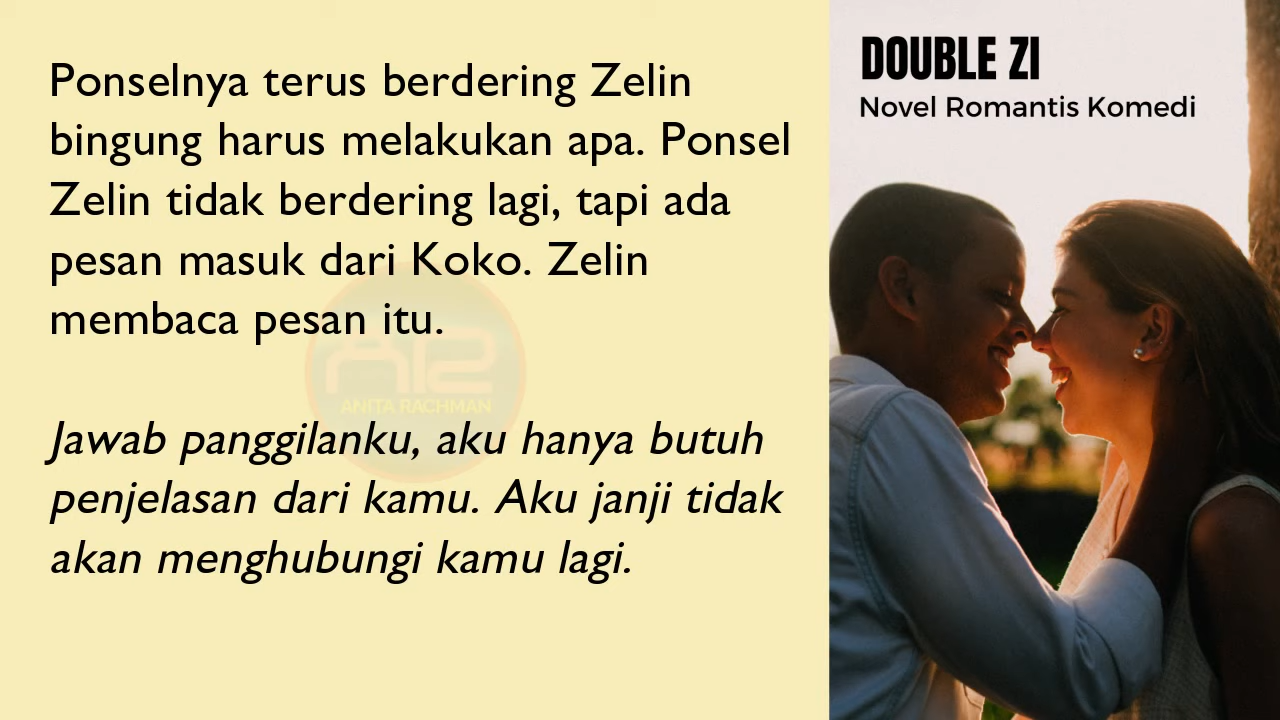 Ponselnya terus berdering Zelin
bingung harus melakukan apa. Ponsel
Zelin tidak berdering lagi, tapi ada
pesan masuk dari Koko. Zelin
membaca pesan itu.
Jawab panggilanku, aku hanya butuh
penjelasan dari kamu. Aku janji tidak
akan menghubungi kamu lagi.
AR
ANITA RACHMAN
DOUBLE ZI
Novel Romantis Komedi